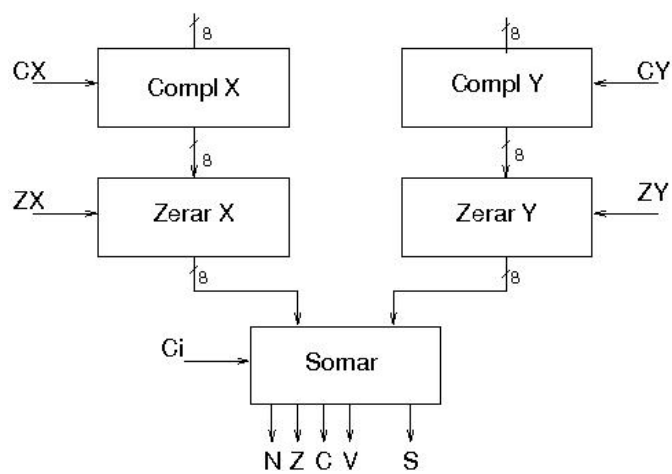 8 8
CX Compl X Compl Y CY
8 8
ZX Zerar X Zerar Y ZY
8 8
Ci Somar
N Z C V S